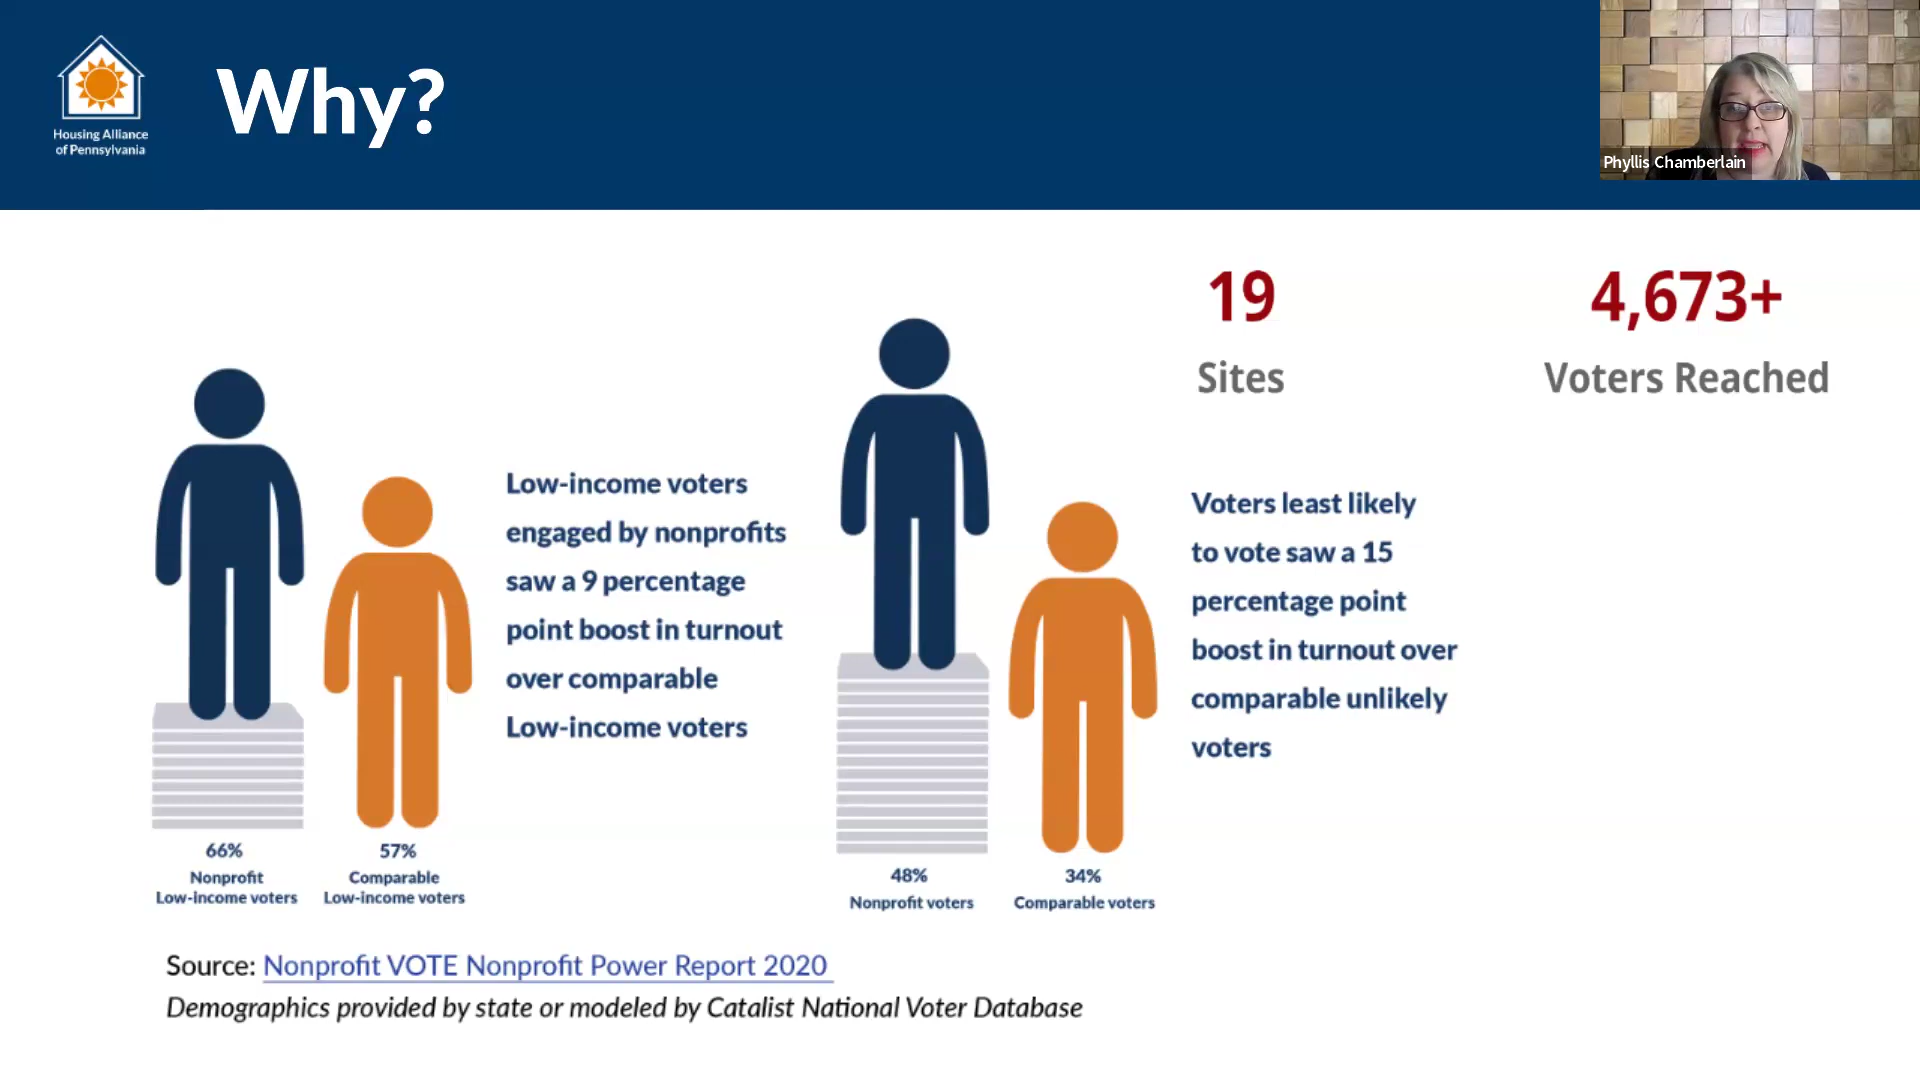 Housing Alliance
of Pennsylvania
Why?
Phyllis Chamberlain
19
Sites
4,673+
Voters Reached
Low-income voters
engaged by nonprofits
saw a 9 percentage
point boost in turnout
over comparable
Low-income voters
66%
Nonprofit
Low-income voters
57%
Comparable
Low-income voters
Voters least likely
to vote saw a 15
percentage point
boost in turnout over
comparable unlikely
voters
48%
Nonprofit voters
34%
Comparable voters
Source: Nonprofit VOTE Nonprofit Power Report 2020
Demographics provided by state or modeled by Catalist National Voter Database